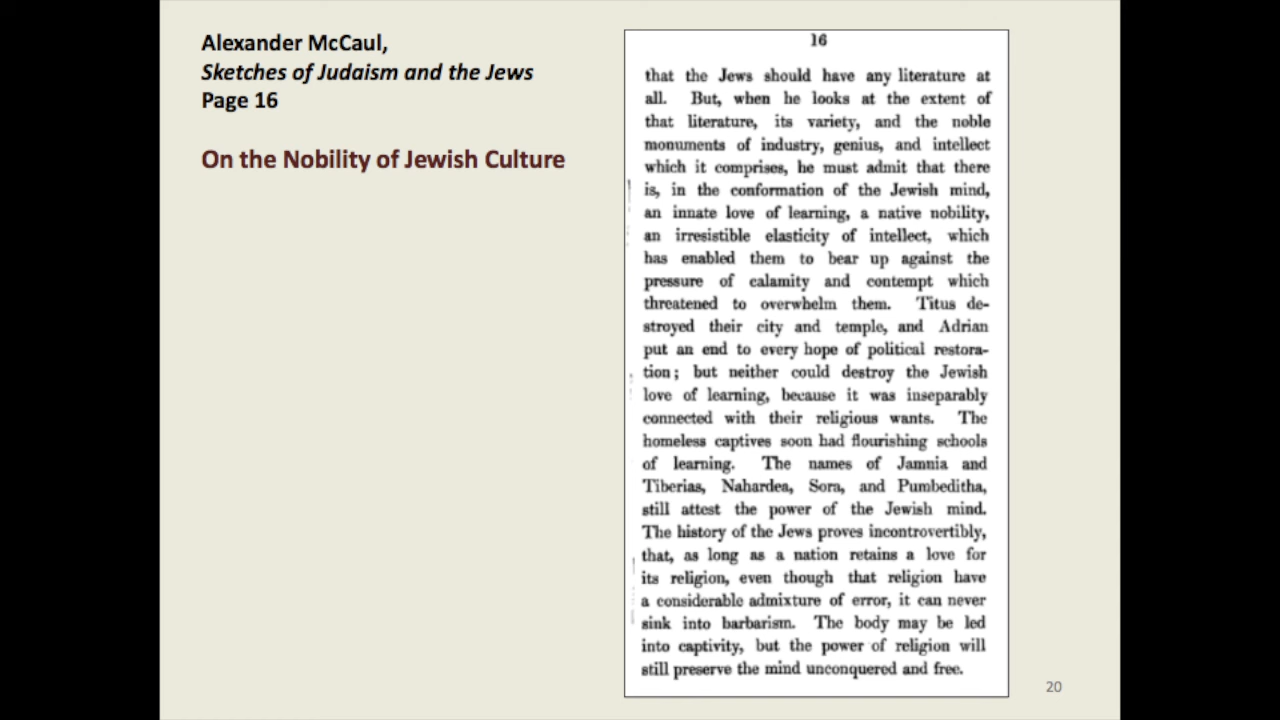 Alexander McCaul,
Sketches of Judaism and the Jews
Page 16
On the Nobility of Jewish Culture
16
that the Jews should have any literature at
all. But, when he looks at the extent of
that literature, its variety, and the noble
monuments of industry, genius, and intellect
which it comprises, he must admit that there
is, in the conformation of the Jewish mind,
an innate love of learning, a native nobility,
an irresistible elasticity of intellect, which
has enabled them to bear up against the
pressure of calamity and contempt which
threatened to overwhelm them. Titus de-
stroyed their city and temple, and Adrian
put an end to every hope of political restora-
tion; but neither could destroy the Jewish
love of learning, because it was inseparably
connected with their religious wants. The
homeless captives soon had flourishing schools
of learning. The names of Jamnia and
Tiberias, Nahardea, Sora, and Pumbeditha,
still attest the power of the Jewish mind.
The history of the Jews proves incontrovertibly,
that, as long as a nation retains a love for
its religion, even though that religion have
a considerable admixture of error, it can never
sink into barbarism. The body may be led
into captivity, but the power of religion will
still preserve the mind unconquered and free.
20